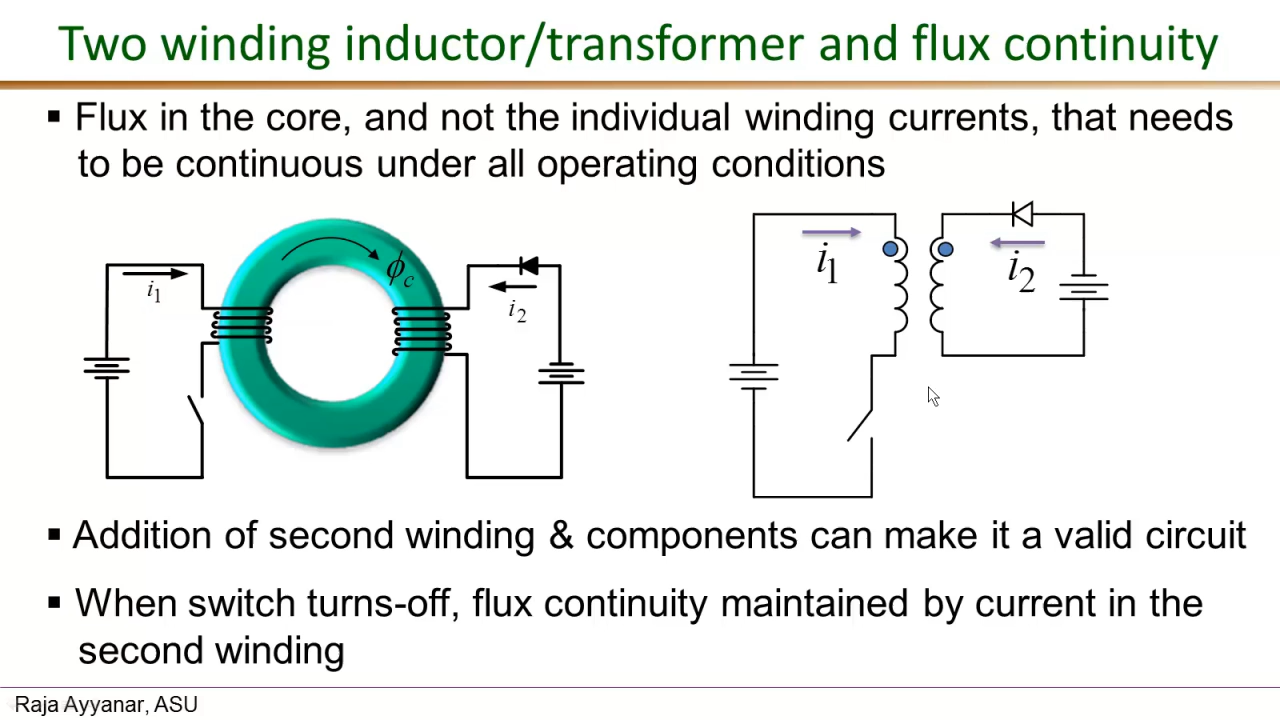 Two winding inductor/transformer and flux continuity
▪ Flux in the core, and not the individual winding currents, that needs
to be continuous under all operating conditions
ϕc
i1
i2
i1
i2
▪ Addition of second winding & components can make it a valid circuit
▪ When switch turns-off, flux continuity maintained by current in the
second winding
Raja Ayyanar, ASU